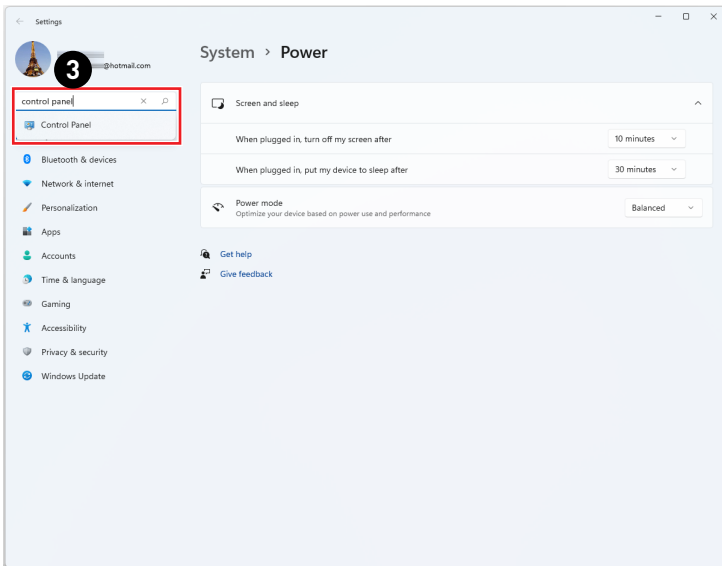 Settings
3
@hotmail.com
control panel
Control Panel
Bluetooth & devices
Network & internet
Personalization
Apps
Accounts
Time & language
Gaming
Accessibility
Privacy & security
Windows Update
System > Power
Screen and sleep
When plugged in, turn off my screen after 10 minutes
When plugged in, put my device to sleep after 30 minutes
Power mode
Optimize your device based on power use and performance
Balanced
Get help
Give feedback